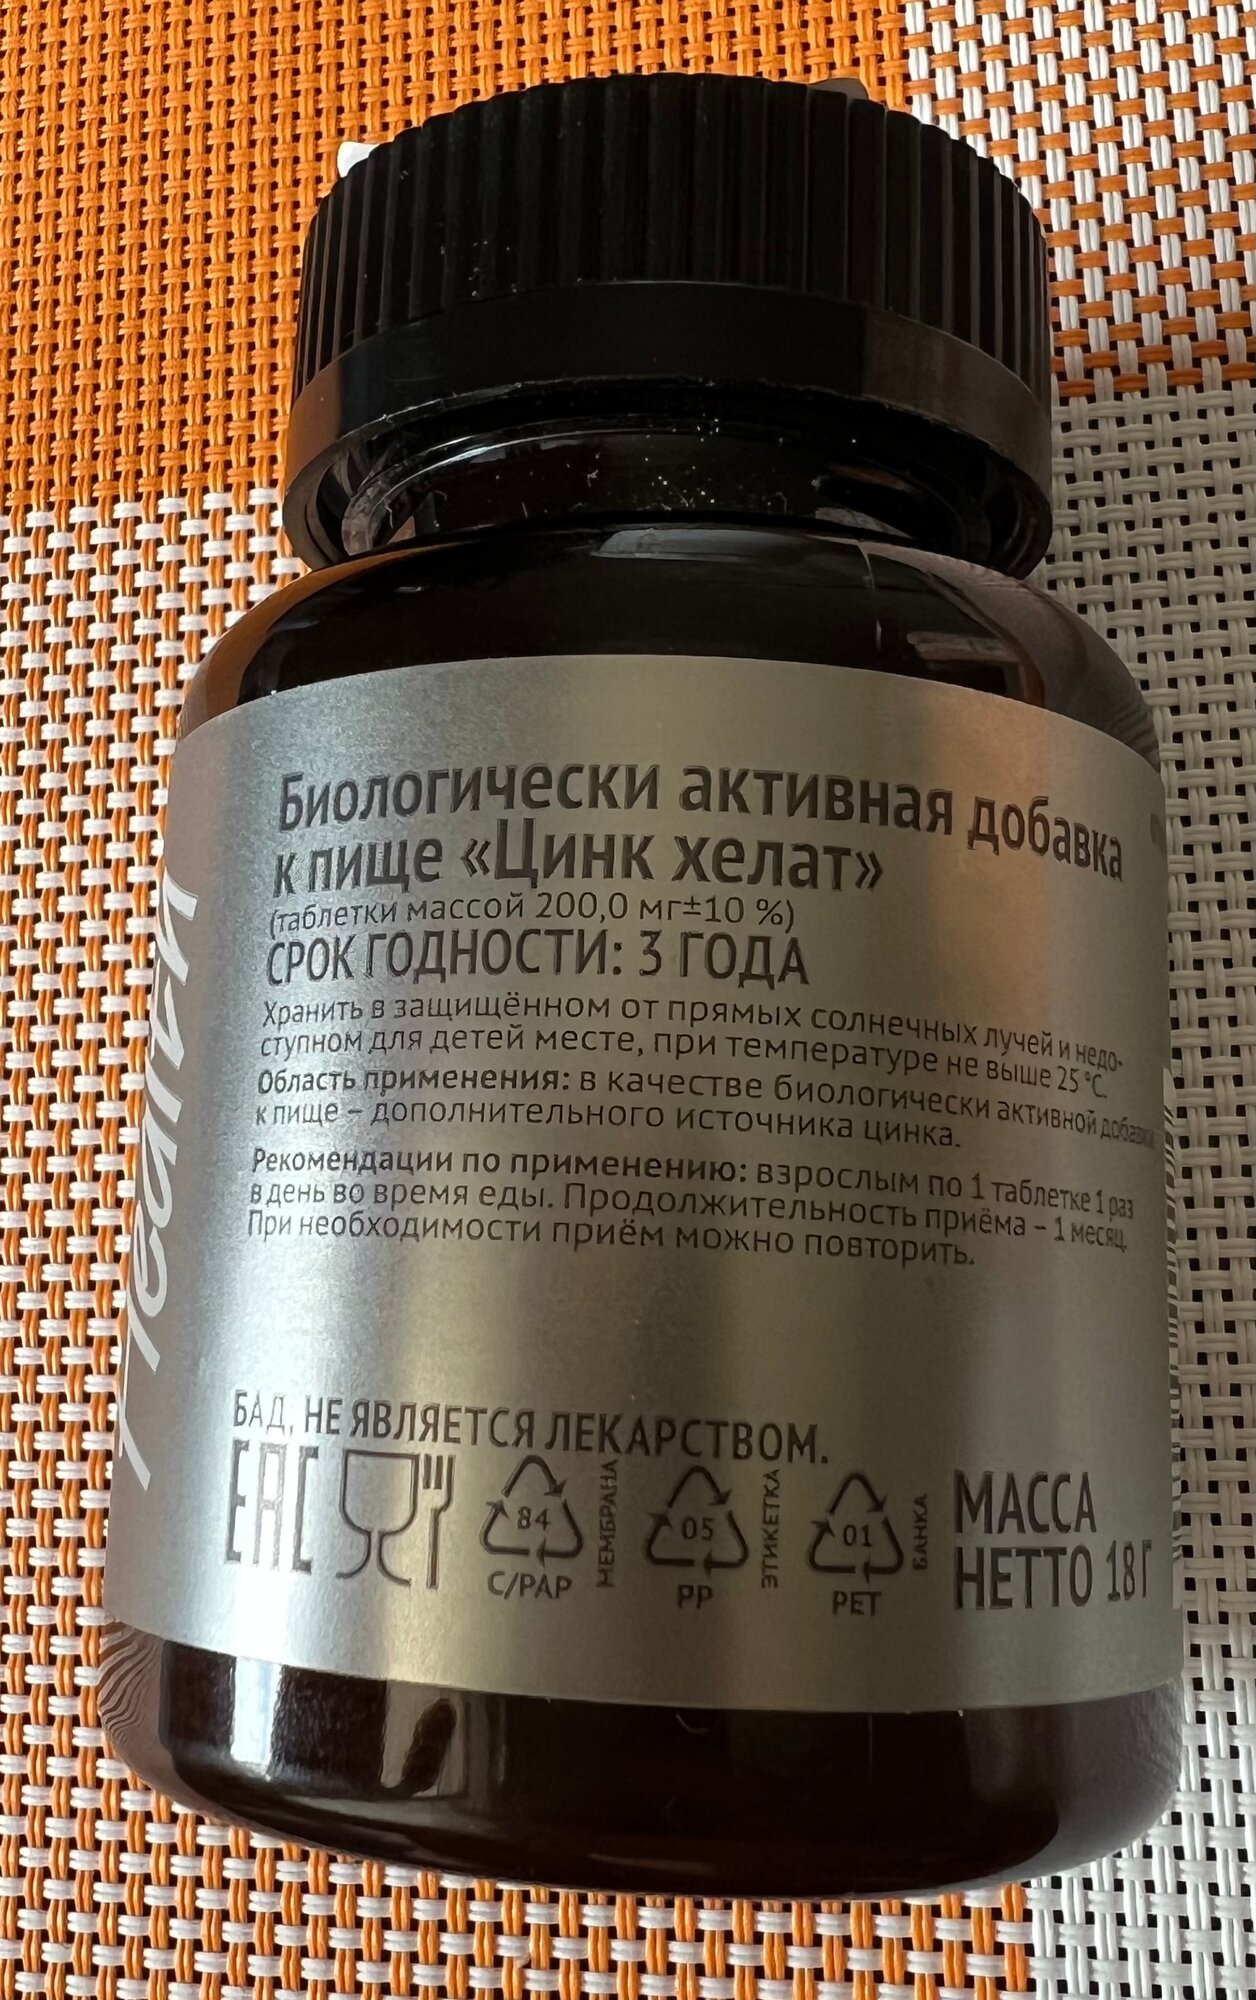 Биологически активная добавка
к пище «Цинк хелат»
(таблетки массой 200,0 мг±10 %)
СРОК ГОДНОСТИ: 3 ГОДА
Хранить в защищённом от прямых солнечных лучей и недо-
ступном для детей месте, при температуре не выше 25 °С.
Область применения: в качестве биологически активной добавки
к пище – дополнительного источника цинка.
Рекомендации по применению: взрослым по 1 таблетке 1 раз
в день во время еды. Продолжительность приёма – 1 месяц.
При необходимости приём можно повторить.
БАД. НЕ ЯВЛЯЕТСЯ ЛЕКАРСТВОМ.
EAC
84
C/PAP
МЕМБРАНА
05
PP
ЭТИКЕТКА
01
PET
БАНКА
МАССА
НЕТТО 18 Г